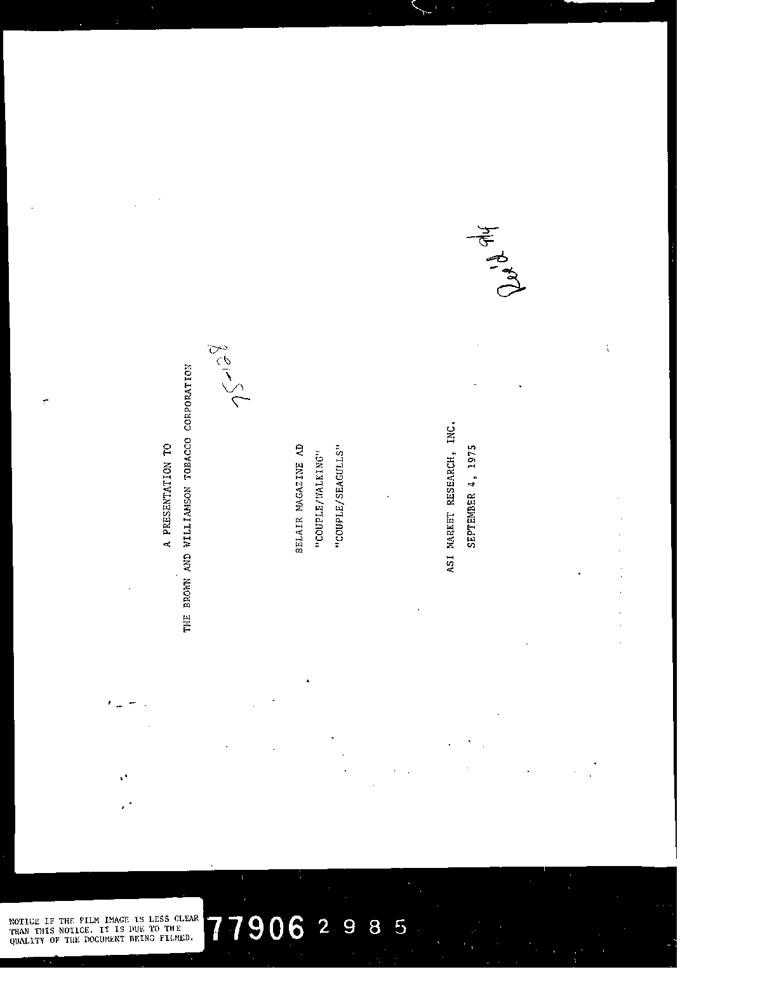 A PRESENTATION TO
THE BROWN AND WILLIAMSON TOBACCO CORPORATION
75-128
BELAIR MAGAZINE AD
"COUPLE/WALKING"
"COUPLE/SEAGULLS"
ASI MARKET RESEARCH, INC.
SEPTEMBER 4, 1975
Rec'd 9/4
NOTICE IF THE FILM IMAGE IS LESS CLEAR
THAN THIS NOTICE. IT IS DUE TO THE
QUALITY OF THE DOCUMENT BEING FILMED.
77906 2985